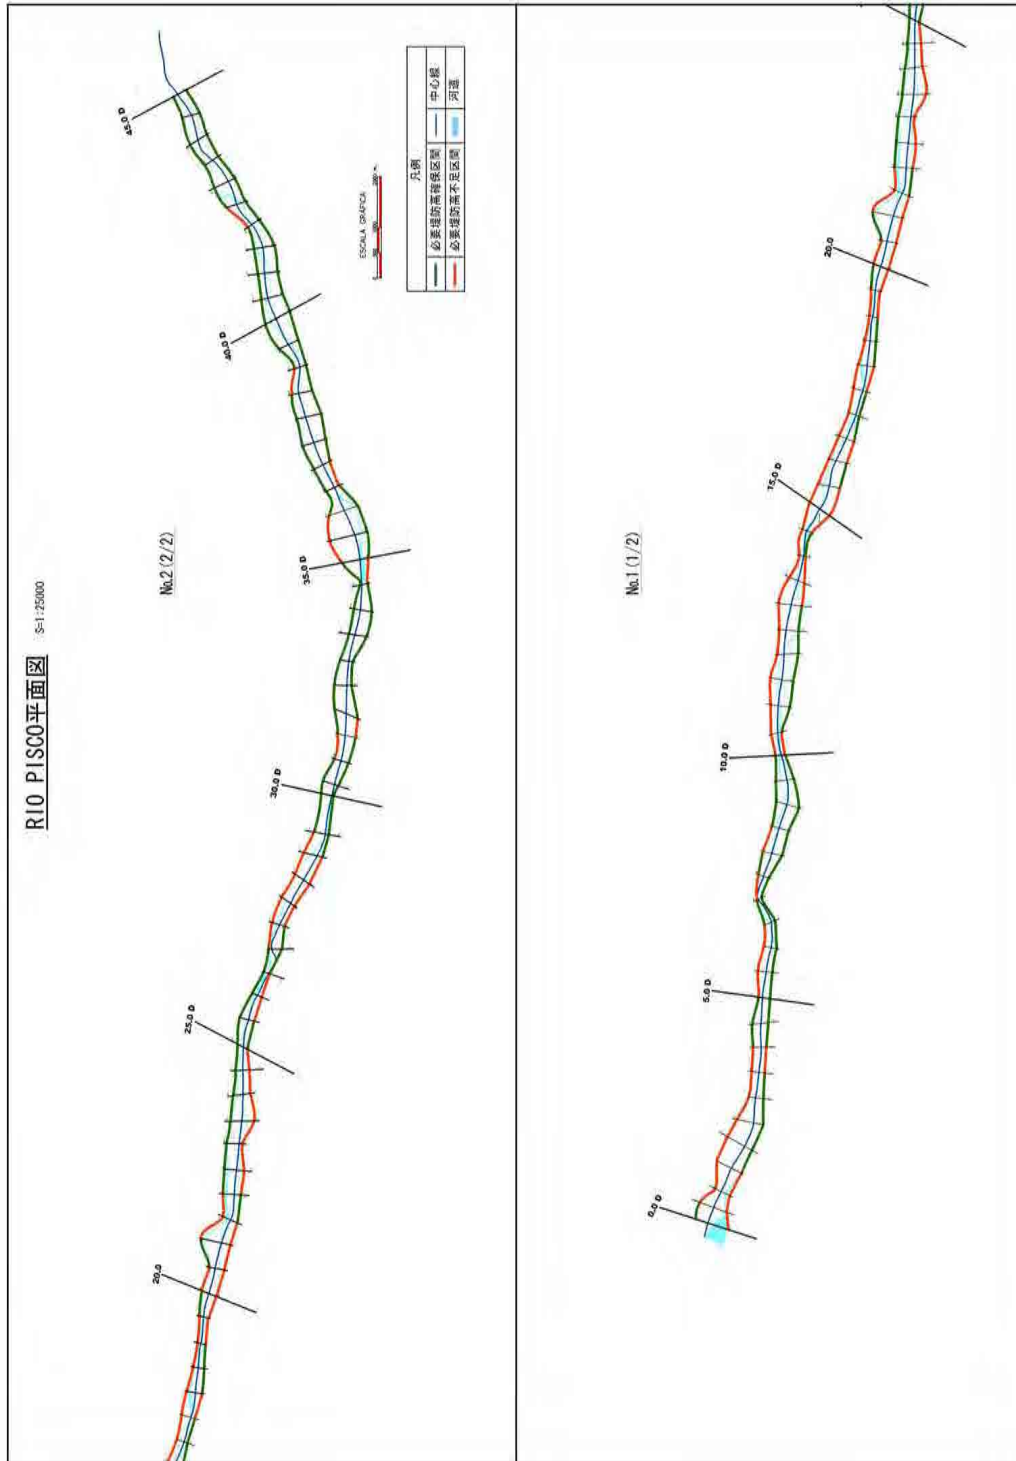 RIO PISCO平面図 S=1:25000
No.2(2/2)
45.0 D
40.0 D
35.0 D
30.0 D
25.0 D
20.0
ESCALA GRÁFICA
凡例
必要堤防高確保区間 中心線
必要堤防高不足区間 河道
No.1(1/2)
20.0
15.0 D
10.0 D
5.0 D
0.0 D